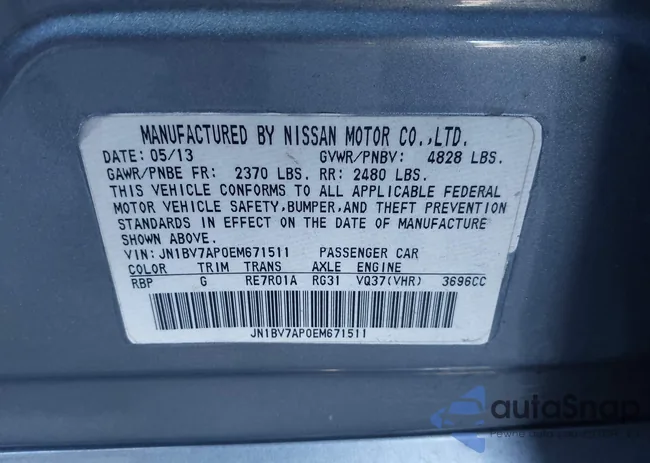 MANUFACTURED BY NISSAN MOTOR CO.,LTD.
DATE: 05/13 GVWR/PNBV: 4828 LBS.
GAWR/PNBE FR: 2370 LBS. RR: 2480 LBS.
THIS VEHICLE CONFORMS TO ALL APPLICABLE FEDERAL
MOTOR VEHICLE SAFETY, BUMPER, AND THEFT PREVENTION
STANDARDS IN EFFECT ON THE DATE OF MANUFACTURE
SHOWN ABOVE.
VIN: JN1BV7AP0EM671511 PASSENGER CAR
COLOR TRIM TRANS AXLE ENGINE
RBP G RE7R01A RG31 VQ37(VHR) 3696CC
JN1BV7AP0EM671511
autoSnap